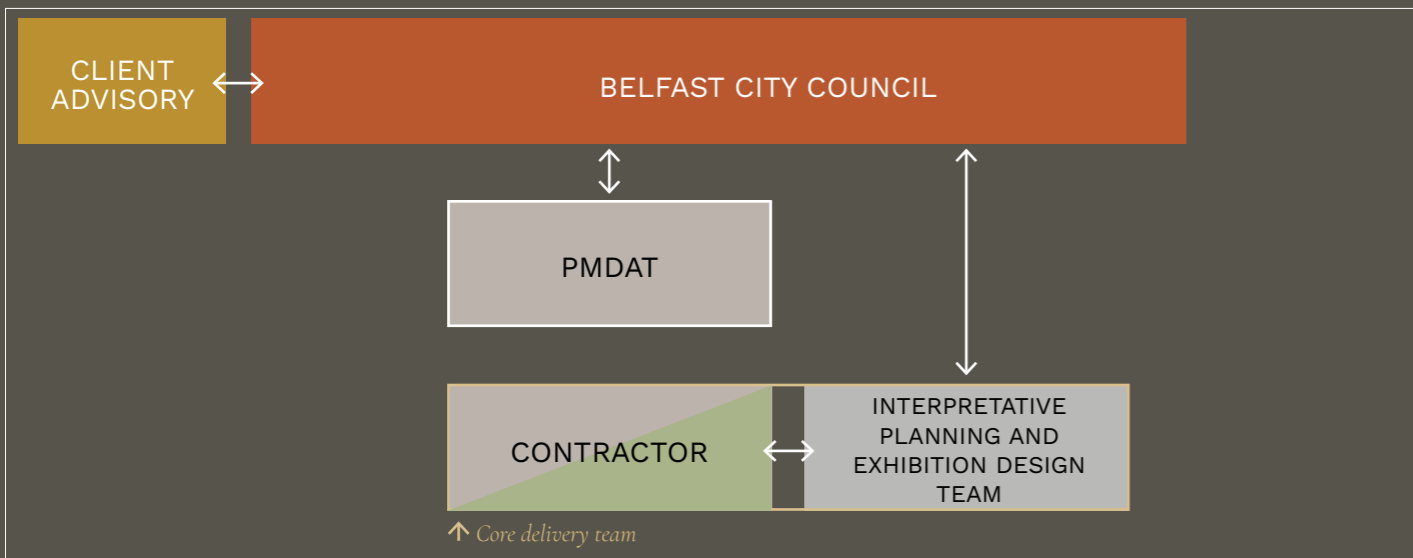 CLIENT
ADVISORY
BELFAST CITY COUNCIL
PMDAT
CONTRACTOR
INTERPRETATIVE
PLANNING AND
EXHIBITION DESIGN
TEAM
Core delivery team